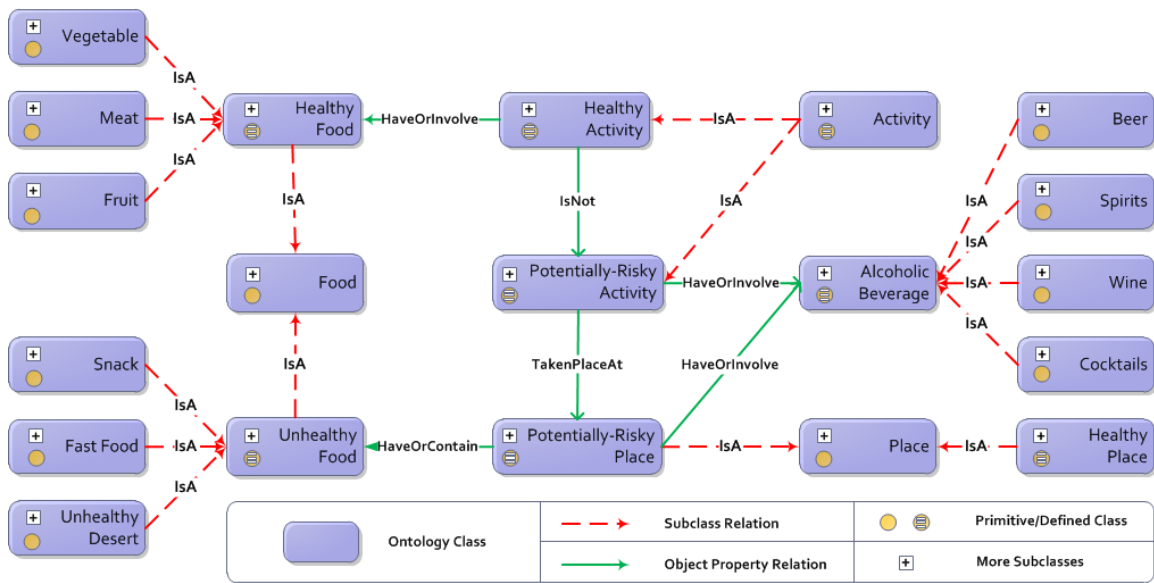 Vegetable
IsA
Meat
IsA
Fruit
IsA
Healthy
Food
HaveOrInvolve
Healthy
Activity
IsA
Activity
Beer
IsA
Spirits
IsA
Wine
IsA
Cocktails
IsA
IsA
IsNot
IsA
Food
Potentially-Risky
Activity
HaveOrInvolve
Alcoholic
Beverage
IsA
TakenPlaceAt
HaveOrInvolve
Snack
IsA
Fast Food
IsA
Unhealthy
Desert
IsA
Unhealthy
Food
HaveOrContain
Potentially-Risky
Place
IsA
Place
IsA
Healthy
Place
Ontology Class
Subclass Relation
Object Property Relation
Primitive/Defined Class
More Subclasses